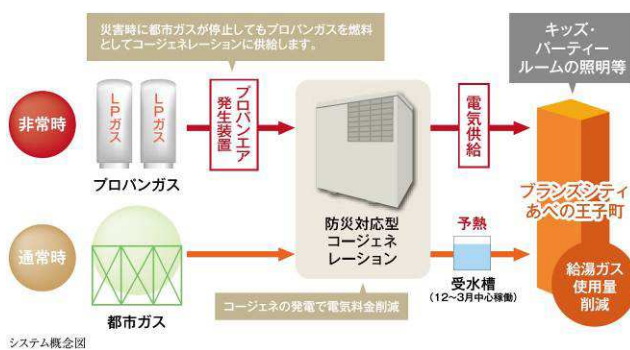 災害時に都市ガスが停止してもプロパンガスを燃料
としてコージェネレーションに供給します。
キッズ・
パーティー
ルームの照明等
非常時
LPガス
LPガス
プロパンガス
プロパンエア
発生装置
電気供給
防災対応型
コージェネ
レーション
ブランズシティ
あべの王子町
通常時
都市ガス
予熱
受水槽
(12〜3月中心稼働)
給湯ガス
使用量
削減
コージェネの発電で電気料金削減
システム概念図